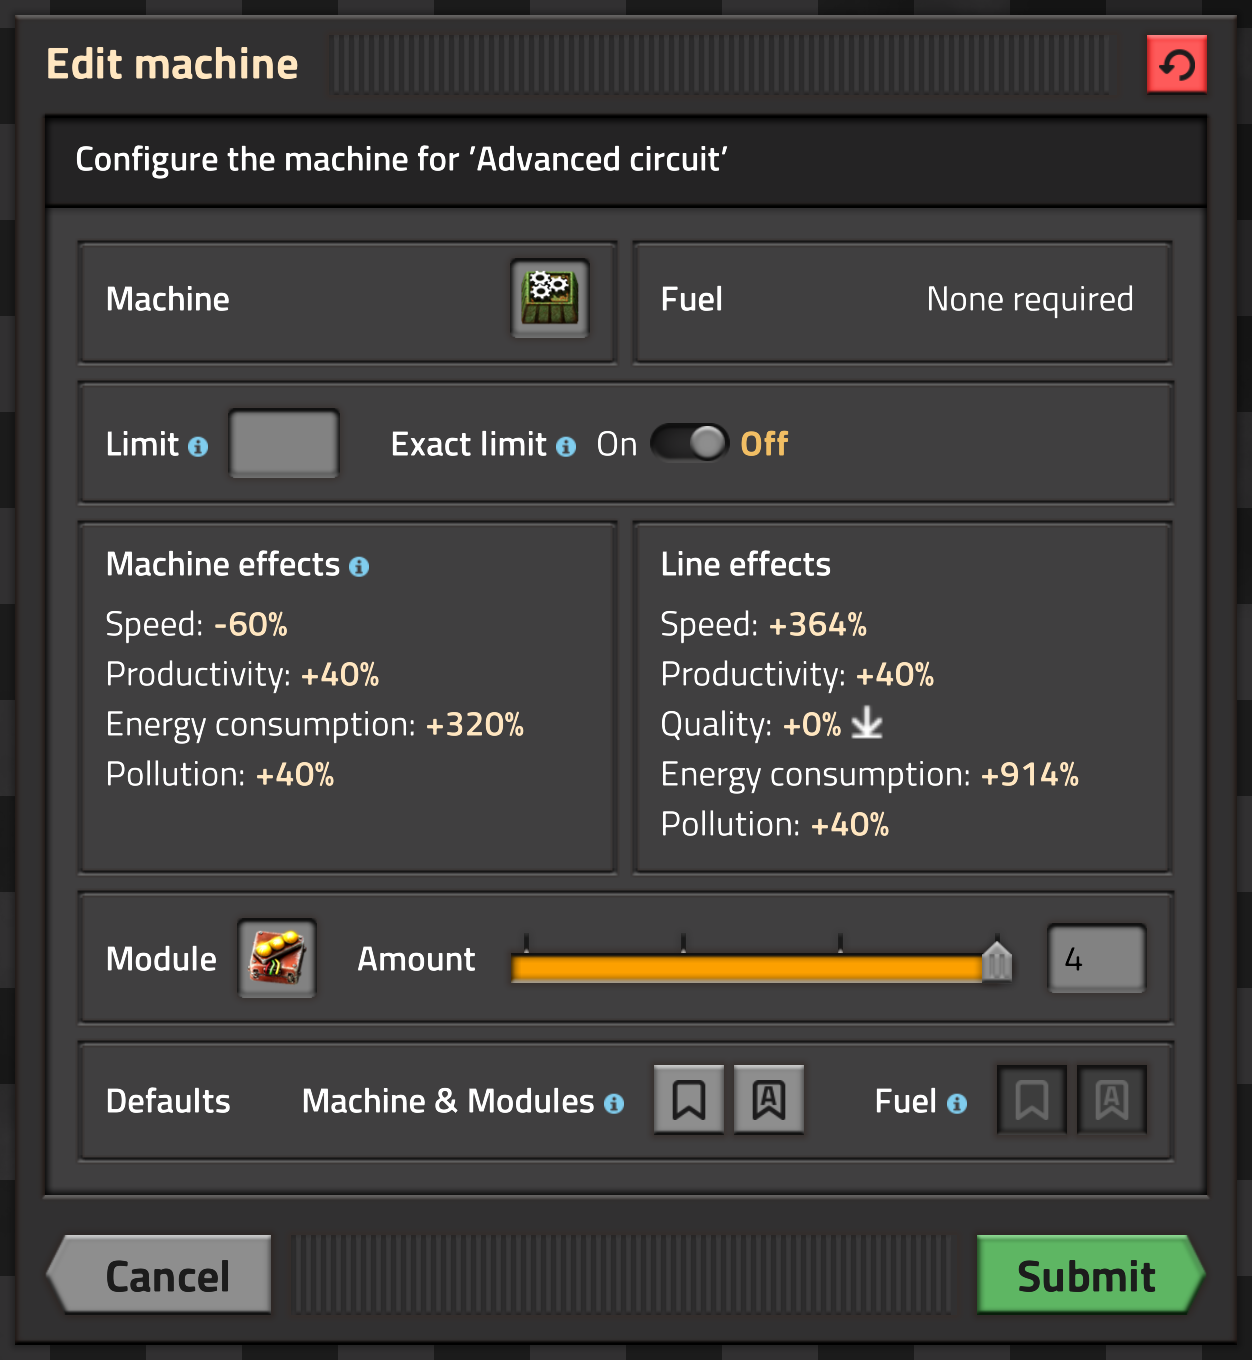 Edit machine
Configure the machine for 'Advanced circuit'
Machine
Fuel None required
Limit Exact limit On Off
Machine effects
Speed: -60%
Productivity: +40%
Energy consumption: +320%
Pollution: +40%
Line effects
Speed: +364%
Productivity: +40%
Quality: +0%
Energy consumption: +914%
Pollution: +40%
Module Amount 4
Defaults Machine & Modules A Fuel A
Cancel Submit